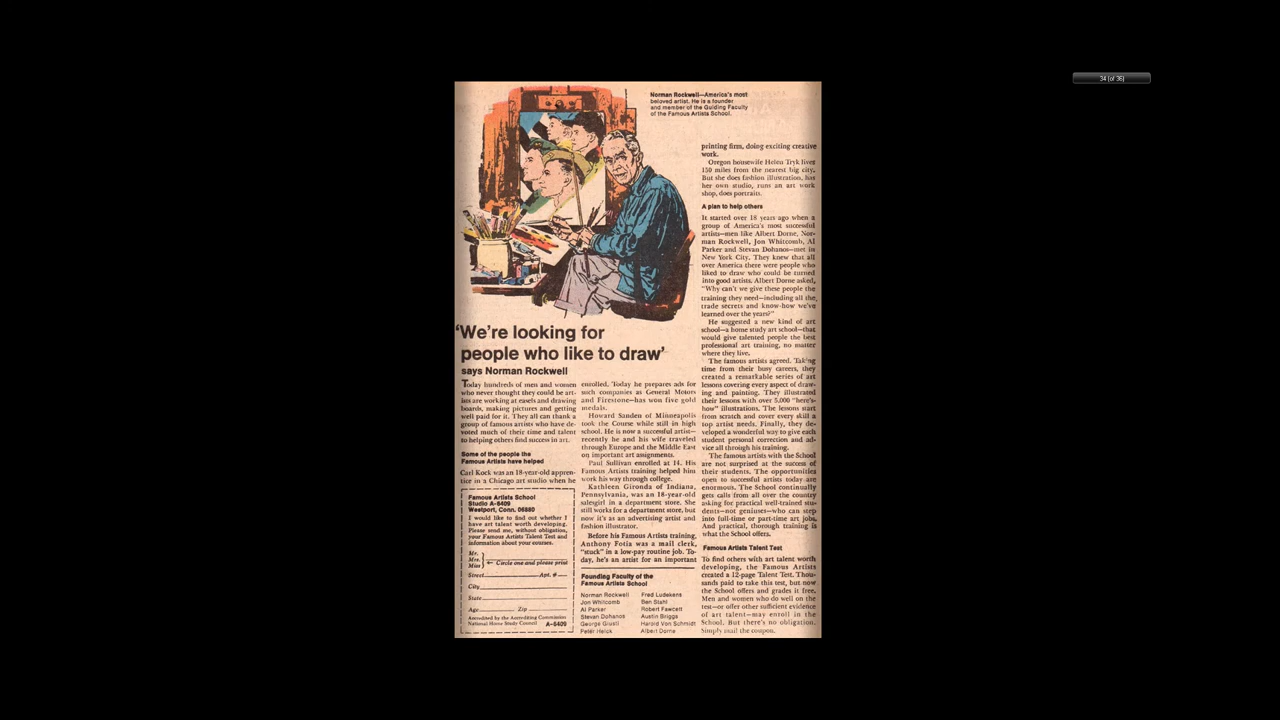 34 (of 36)
Norman Rockwell—America's most
beloved artist. He is a founder
and member of the Guiding Faculty
of the Famous Artists School.
'We're looking for
people who like to draw'
says Norman Rockwell
Today hundreds of men and women
who never thought they could be art-
ists are working at easels and drawing
boards, making pictures and getting
well paid for it. They all can thank a
group of famous artists who have de-
voted much of their time and talent
to helping others find success in art.
Some of the people the
Famous Artists have helped
Carl Kock was an 18-year-old appren-
tice in a Chicago art studio when he
Famous Artists School
Studio A-6409
Westport, Conn. 06880
I would like to find out whether I
have art talent worth developing.
Please send me, without obligation,
your Famous Artists Talent Test and
information about your courses.
Mr.
Mrs.
Miss
← Circle one and please print
Street Apt. #
City
State
Age Zip
Accredited by the Accrediting Commission
National Home Study Council A-6409
enrolled. Today he prepares ads for
such companies as General Motors
and Firestone—has won five gold
medals.
Howard Sanden of Minneapolis
took the Course while still in high
school. He is now a successful artist—
recently he and his wife traveled
through Europe and the Middle East
on important art assignments.
Paul Sullivan enrolled at 14. His
Famous Artists training helped him
work his way through college.
Kathleen Gironda of Indiana,
Pennsylvania, was an 18-year-old
salesgirl in a department store. She
still works for a department store, but
now it's as an advertising artist and
fashion illustrator.
Before his Famous Artists training,
Anthony Fotia was a mail clerk,
"stuck" in a low-pay routine job. To-
day, he's an artist for an important
Founding Faculty of the
Famous Artists School
Norman Rockwell
Jon Whitcomb
Al Parker
Stevan Dohanos
George Giusti
Peter Helck
Fred Ludekens
Ben Stahl
Robert Fawcett
Austin Briggs
Harold Von Schmidt
Albert Dorne
printing firm, doing exciting creative
work.
Oregon housewife Helen Tryk lives
150 miles from the nearest big city.
But she does fashion illustration, has
her own studio, runs an art work
shop, does portraits.
A plan to help others
It started over 18 years ago when a
group of America's most successful
artists—men like Albert Dorne, Nor-
man Rockwell, Jon Whitcomb, Al
Parker and Stevan Dohanos—met in
New York City. They knew that all
over America there were people who
liked to draw who could be turned
into good artists. Albert Dorne asked,
"Why can't we give these people the
training they need—including all the
trade secrets and know-how we've
learned over the years?"
He suggested a new kind of art
school—a home study art school—that
would give talented people the best
professional art training, no matter
where they live.
The famous artists agreed. Taking
time from their busy careers, they
created a remarkable series of art
lessons covering every aspect of draw-
ing and painting. They illustrated
their lessons with over 5,000 "here's-
how" illustrations. The lessons start
from scratch and cover every skill a
top artist needs. Finally, they de-
veloped a wonderful way to give each
student personal correction and ad-
vice all through his training.
The famous artists with the School
are not surprised at the success of
their students. The opportunities
open to successful artists today are
enormous. The School continually
gets calls from all over the country
asking for practical well-trained stu-
dents—not geniuses—who can step
into full-time or part-time art jobs.
And practical, thorough training is
what the School offers.
Famous Artists Talent Test
To find others with art talent worth
developing, the Famous Artists
created a 12-page Talent Test. Thou-
sands paid to take this test, but now
the School offers and grades it free.
Men and women who do well on the
test—or offer other sufficient evidence
of art talent—may enroll in the
School. But there's no obligation.
Simply mail the coupon.